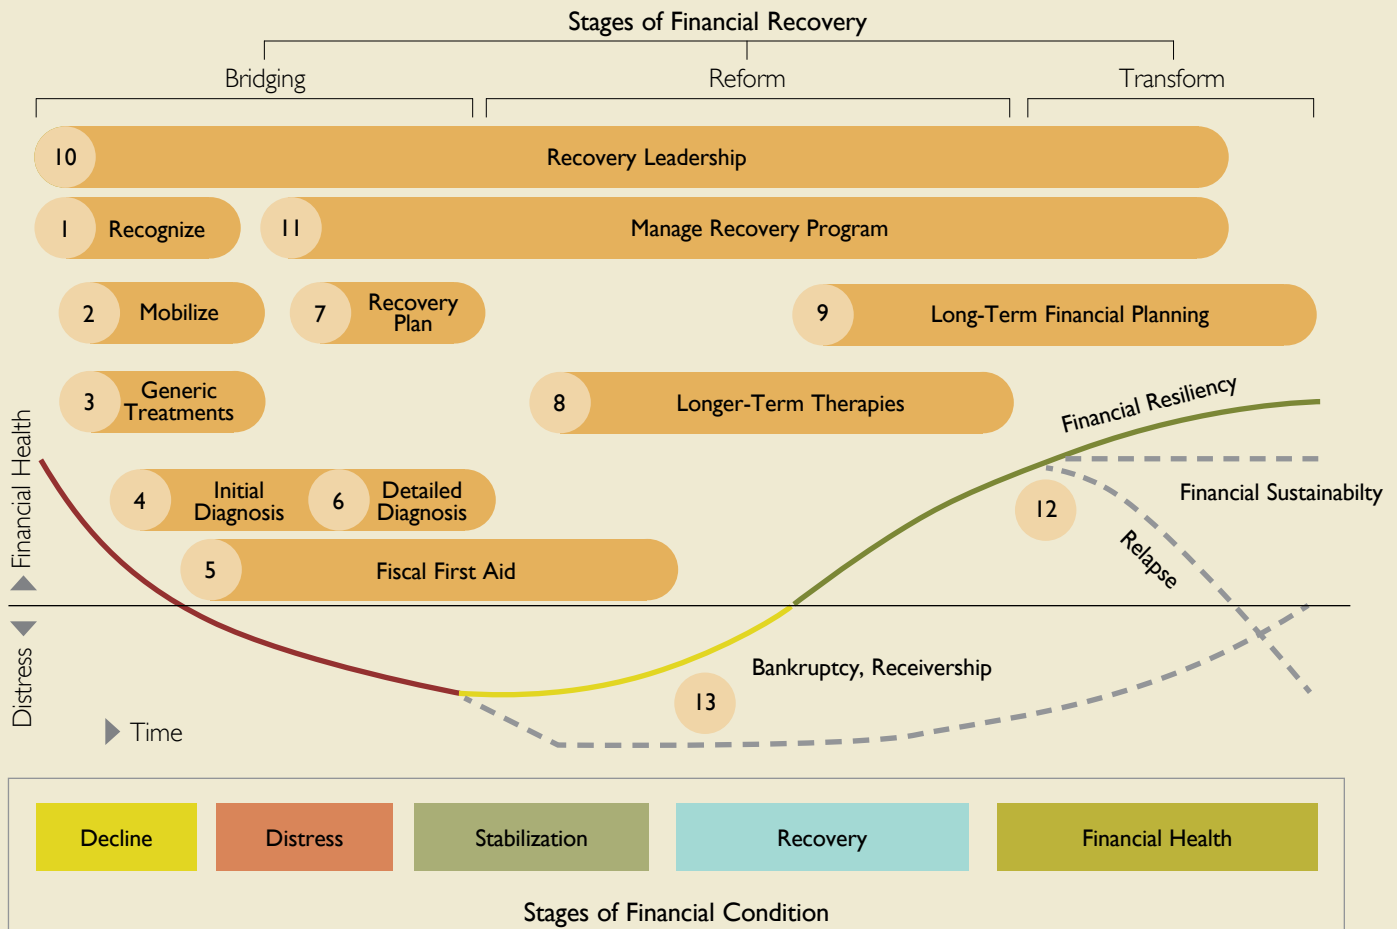 Stages of Financial Recovery
Bridging
Reform
Transform
10
Recovery Leadership
1
Recognize
11
Manage Recovery Program
2
Mobilize
7
Recovery
Plan
9
Long-Term Financial Planning
3
Generic
Treatments
8
Longer-Term Therapies
Financial Resiliency
Financial Health
4
Initial
Diagnosis
6
Detailed
Diagnosis
12
Financial Sustainabilty
Relapse
5
Fiscal First Aid
Distress
Bankruptcy, Receivership
13
Time
Decline
Distress
Stabilization
Recovery
Financial Health
Stages of Financial Condition